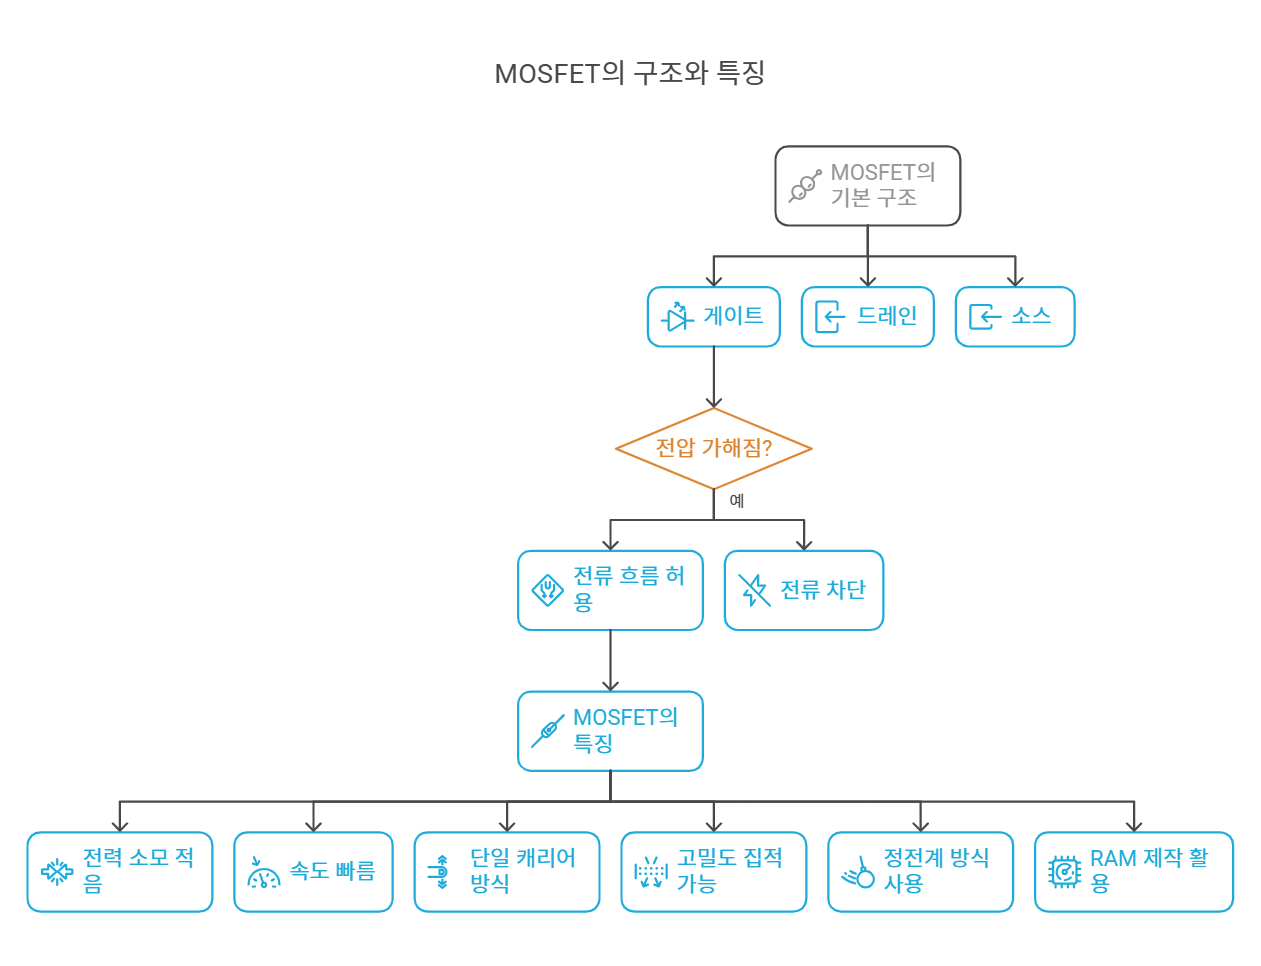 MOSFET의 구조와 특징
MOSFET의
기본 구조
게이트
드레인
소스
전압 가해짐?
예
전류 흐름 허
용
전류 차단
MOSFET의
특징
전력 소모 적
음
속도 빠름
단일 캐리어
방식
고밀도 집적
가능
정전계 방식
사용
RAM 제작 활
용